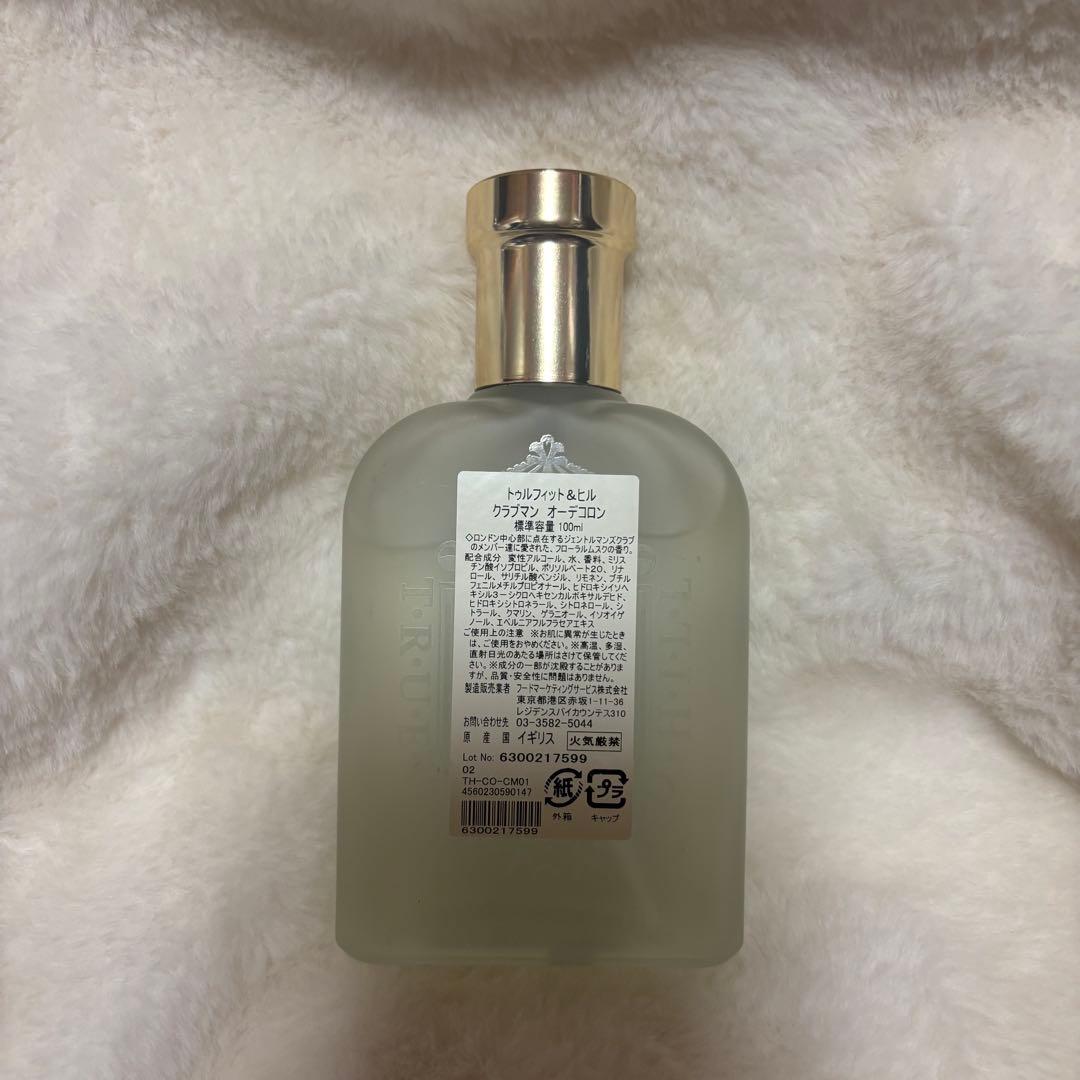 トゥルフィット＆ヒル
クラブマン オーデコロン
標準容量 100ml
◇ロンドン中心部に点在するジェントルマンズクラブ
のメンバー達に愛された、フローラルムスクの香り。
配合成分 変性アルコール、水、香料、ミリス
チン酸イソプロピル、ポリソルベート20、リナ
ロール、サリチル酸ベンジル、リモネン、ブチル
フェニルメチルプロピオナール、ヒドロキシイソヘ
キシル3－シクロヘキセンカルボキサルデヒド、
ヒドロキシシトロネラール、シトロネロール、シ
トラール、クマリン、ゲラニオール、イソオイゲ
ノール、エベルニアフルフラセアエキス
ご使用上の注意 ※お肌に異常が生じたとき
は、ご使用をおやめください。※高温、多湿、
直射日光のあたる場所はさけて保管してくだ
さい。※成分の一部が沈殿することがありま
すが、品質・安全性に問題はありません。
製造販売業者 フードマーケティングサービス株式会社
東京都港区赤坂1-11-36
レジデンスバイカウンテス310
お問い合わせ先 03-3582-5044
原産国 イギリス 火気厳禁
Lot No: 6300217599
02
TH-CO-CM01
4560230590147
紙 プラ
外箱 キャップ
6300217599
T·R·U